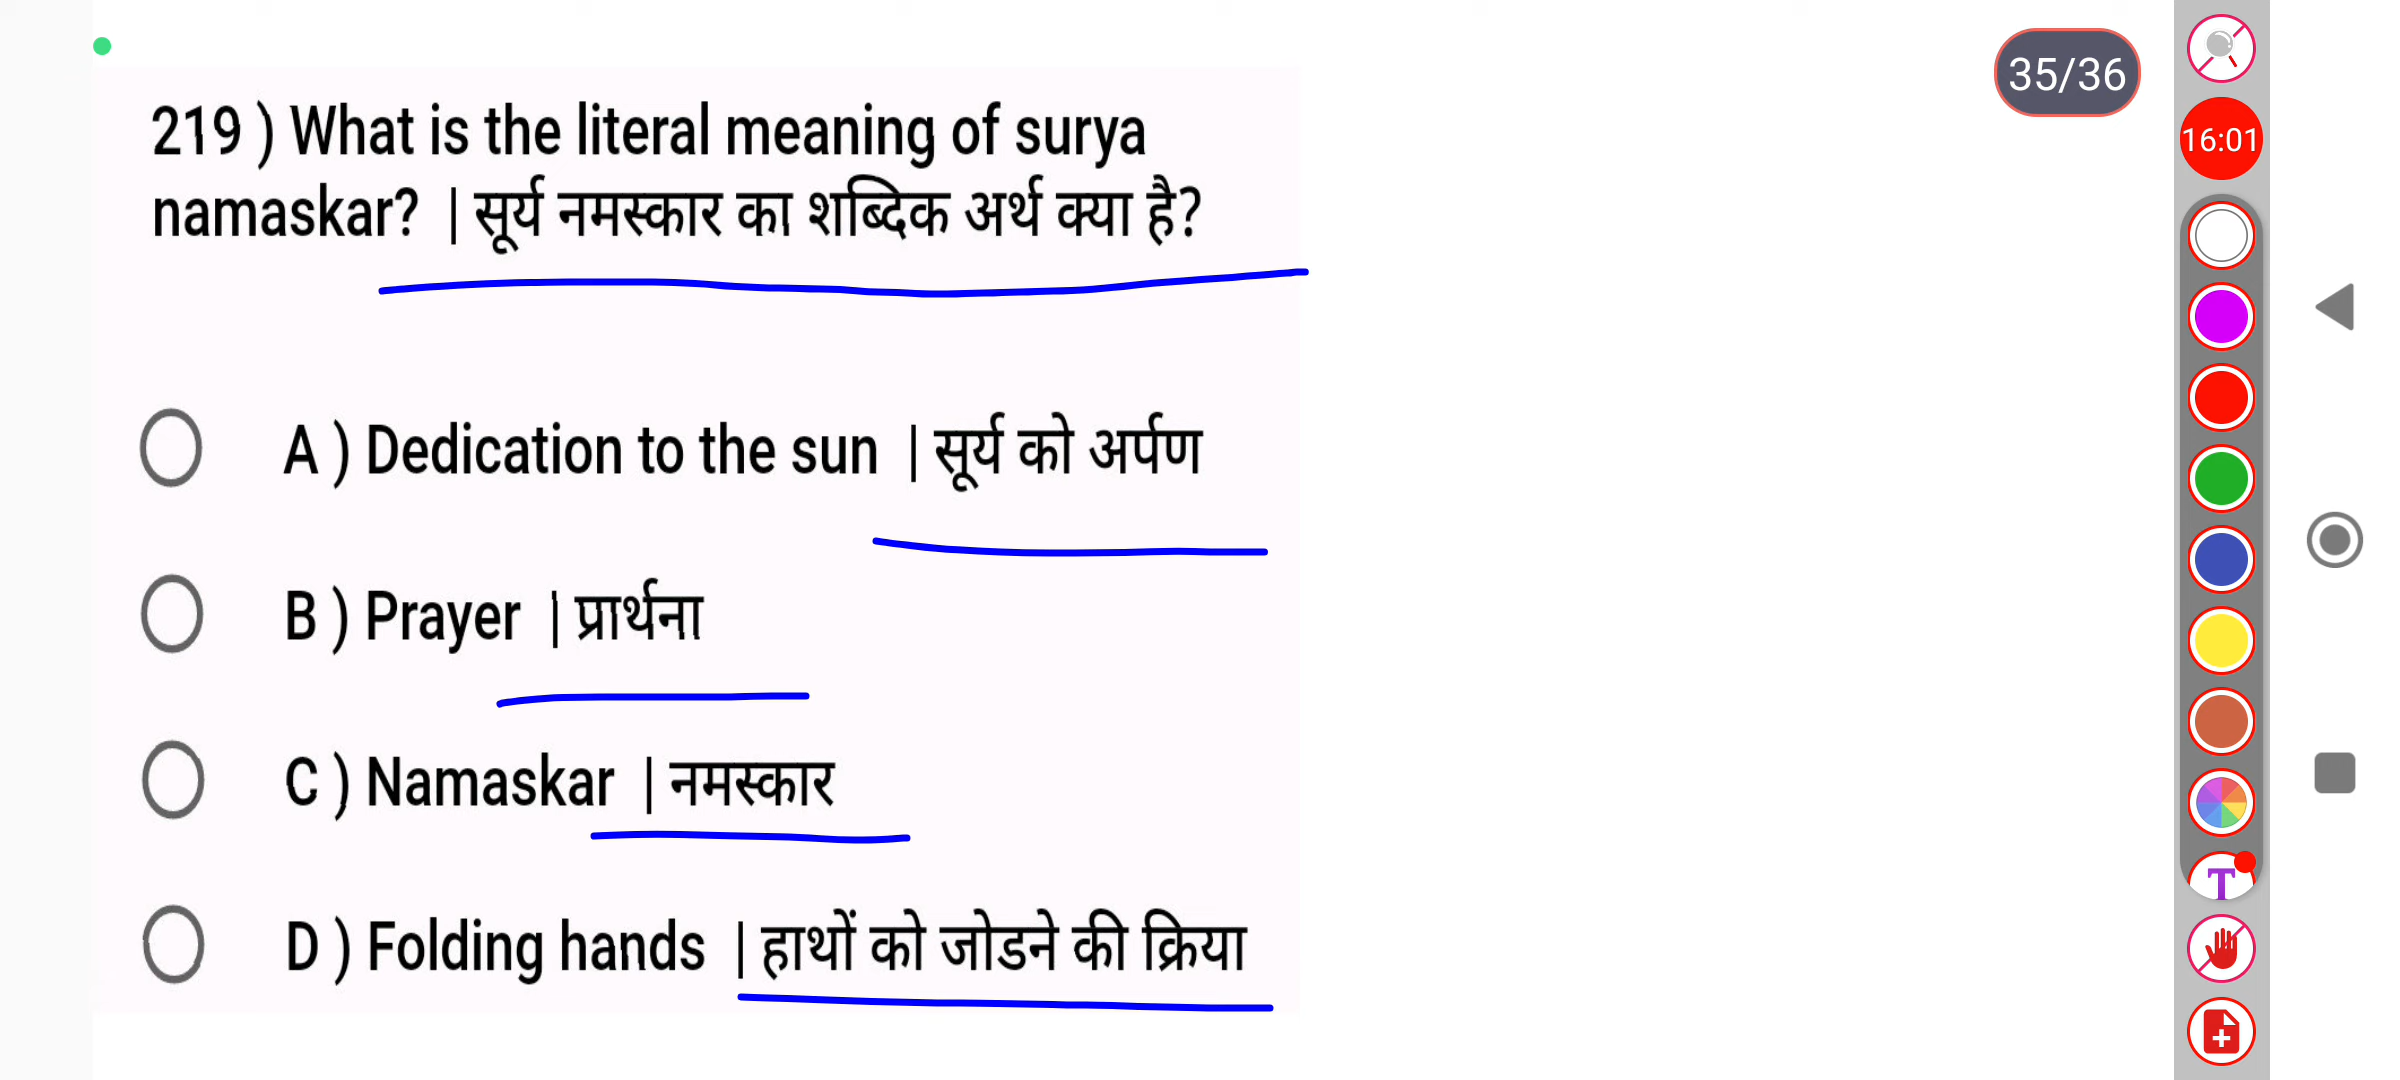 35/36
16:01
219 ) What is the literal meaning of surya
namaskar? | सूर्य नमस्कार का शब्दिक अर्थ क्या है?
A ) Dedication to the sun | सूर्य को अर्पण
B ) Prayer | प्रार्थना
C ) Namaskar | नमस्कार
D ) Folding hands | हाथों को जोडने की क्रिया
T